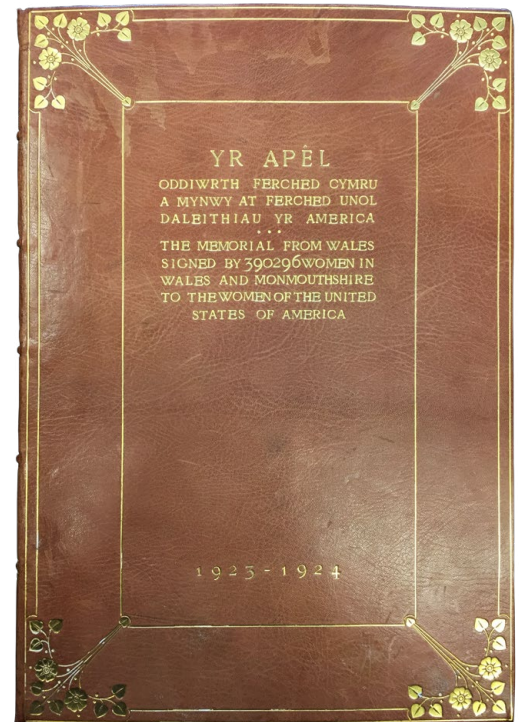 YR APÊL
ODDIWRTH FERCHED CYMRU
A MYNWY AT FERCHED UNOL
DALEITHIAU YR AMERICA
• • •
THE MEMORIAL FROM WALES
SIGNED BY 390296 WOMEN IN
WALES AND MONMOUTHSHIRE
TO THE WOMEN OF THE UNITED
STATES OF AMERICA
1923-1924